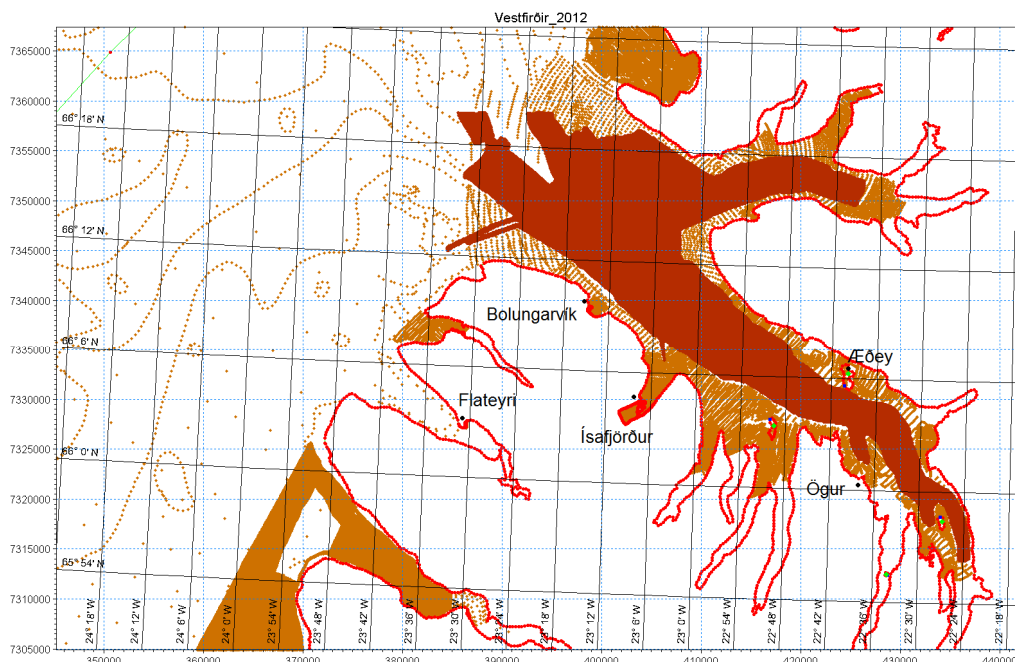 Vestfirðir_2012
7365000
7360000
66° 18' N
7355000
7350000
66° 12' N
7345000
7340000
Bolungarvík
7335000
66° 6' N
Æðey
7330000
Flateyri
Ísafjörður
7325000
66° 0' N
Ögur
7320000
7315000
65° 54' N
7310000
7305000
24° 18' W
24° 12' W
24° 6' W
24° 0' W
23° 54' W
23° 48' W
23° 42' W
23° 36' W
23° 30' W
23° 24' W
23° 18' W
23° 12' W
23° 6' W
23° 0' W
22° 54' W
22° 48' W
22° 42' W
22° 36' W
22° 30' W
22° 24' W
22° 18' W
350000 360000 370000 380000 390000 400000 410000 420000 430000 440000